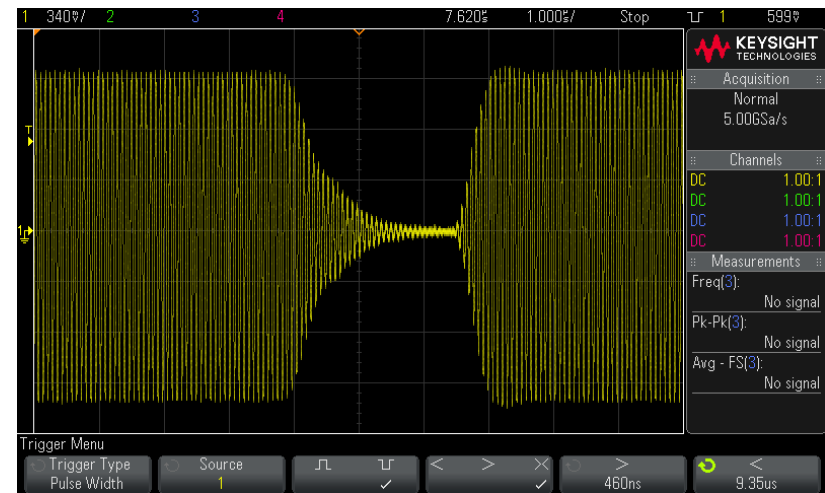 1 340mV/ 2 3 4 7.620s 1.000s/ Stop 1 599mV
KEYSIGHT
TECHNOLOGIES
Acquisition
Normal
5.00GSa/s
Channels
DC 1.00:1
DC 1.00:1
DC 1.00:1
DC 1.00:1
Measurements
Freq(3):
No signal
Pk-Pk(3):
No signal
Avg - FS(3):
No signal
T
1
Trigger Menu
Trigger Type Source < > >< > <
Pulse Width 1 460ns 9.35us